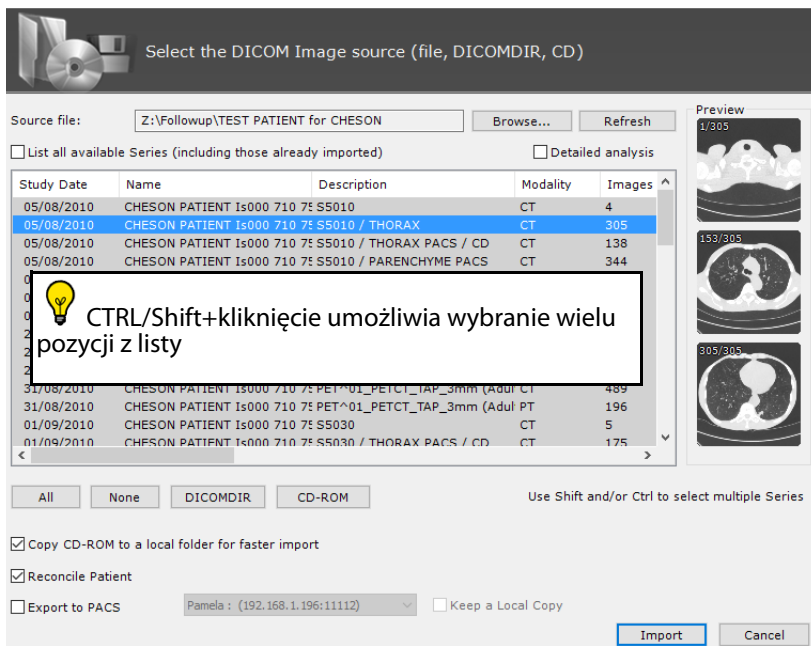 Select the DICOM Image source (file, DICOMDIR, CD)
Source file: Z:\Followup\TEST PATIENT for CHESON Browse... Refresh
List all available Series (including those already imported) Detailed analysis
Study Date Name Description Modality Images
05/08/2010 CHESON PATIENT Is000 710 75 S5010 CT 4
05/08/2010 CHESON PATIENT Is000 710 75 S5010 / THORAX CT 305
05/08/2010 CHESON PATIENT Is000 710 75 S5010 / THORAX PACS / CD CT 138
05/08/2010 CHESON PATIENT Is000 710 75 S5010 / PARENCHYME PACS CT 344
CTRL/Shift+kliknięcie umożliwia wybranie wielu
pozycji z listy
31/08/2010 CHESON PATIENT Is000 710 75 PET^01_PETCT_TAP_3mm (Adul CT 489
31/08/2010 CHESON PATIENT Is000 710 75 PET^01_PETCT_TAP_3mm (Adul PT 196
01/09/2010 CHESON PATIENT Is000 710 75 S5030 CT 5
01/09/2010 CHESON PATIENT Is000 710 75 S5030 / THORAX PACS / CD CT 175
Preview
1/305
153/305
305/305
All None DICOMDIR CD-ROM Use Shift and/or Ctrl to select multiple Series
Copy CD-ROM to a local folder for faster import
Reconcile Patient
Export to PACS Pamela : (192.168.1.196:11112) Keep a Local Copy
Import Cancel